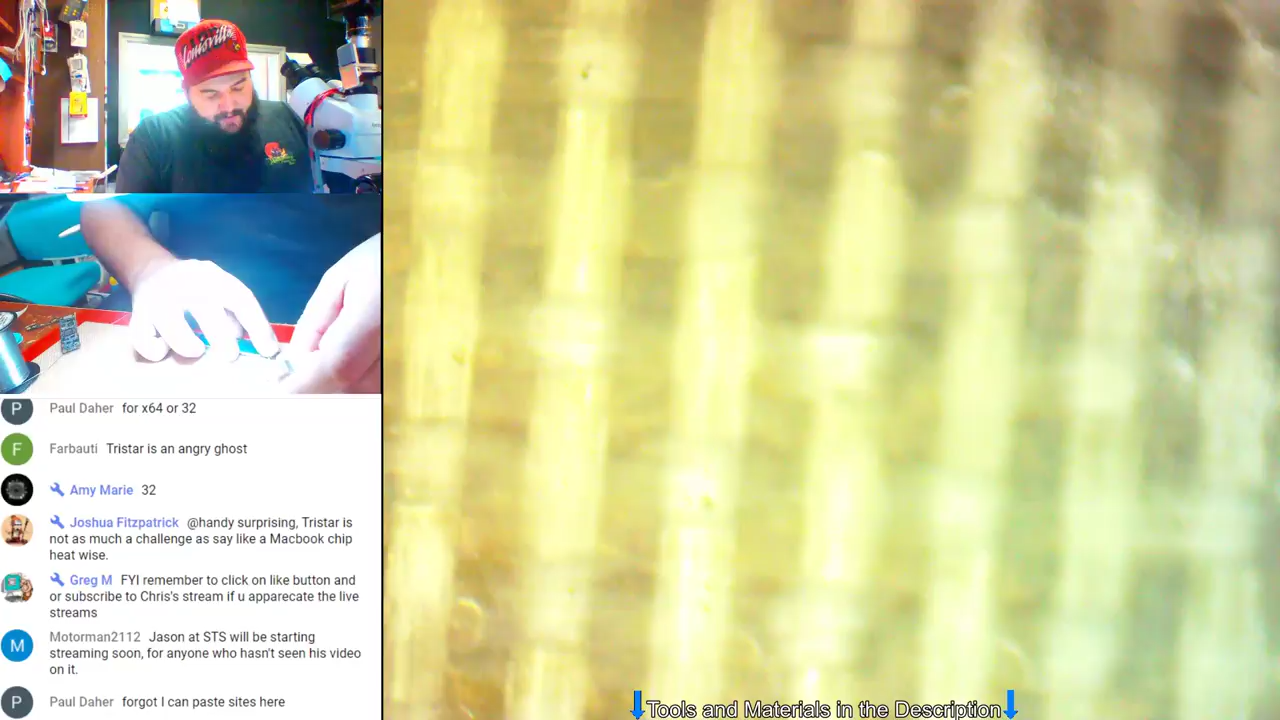 Louisville
Paul Daher for x64 or 32
Farbauti Tristar is an angry ghost
Amy Marie 32
Joshua Fitzpatrick @handy surprising, Tristar is
not as much a challenge as say like a Macbook chip
heat wise.
Greg M FYI remember to click on like button and
or subscribe to Chris's stream if u apparecate the live
streams
Motorman2112 Jason at STS will be starting
streaming soon, for anyone who hasn't seen his video
on it.
Paul Daher forgot I can paste sites here
Tools and Materials in the Description